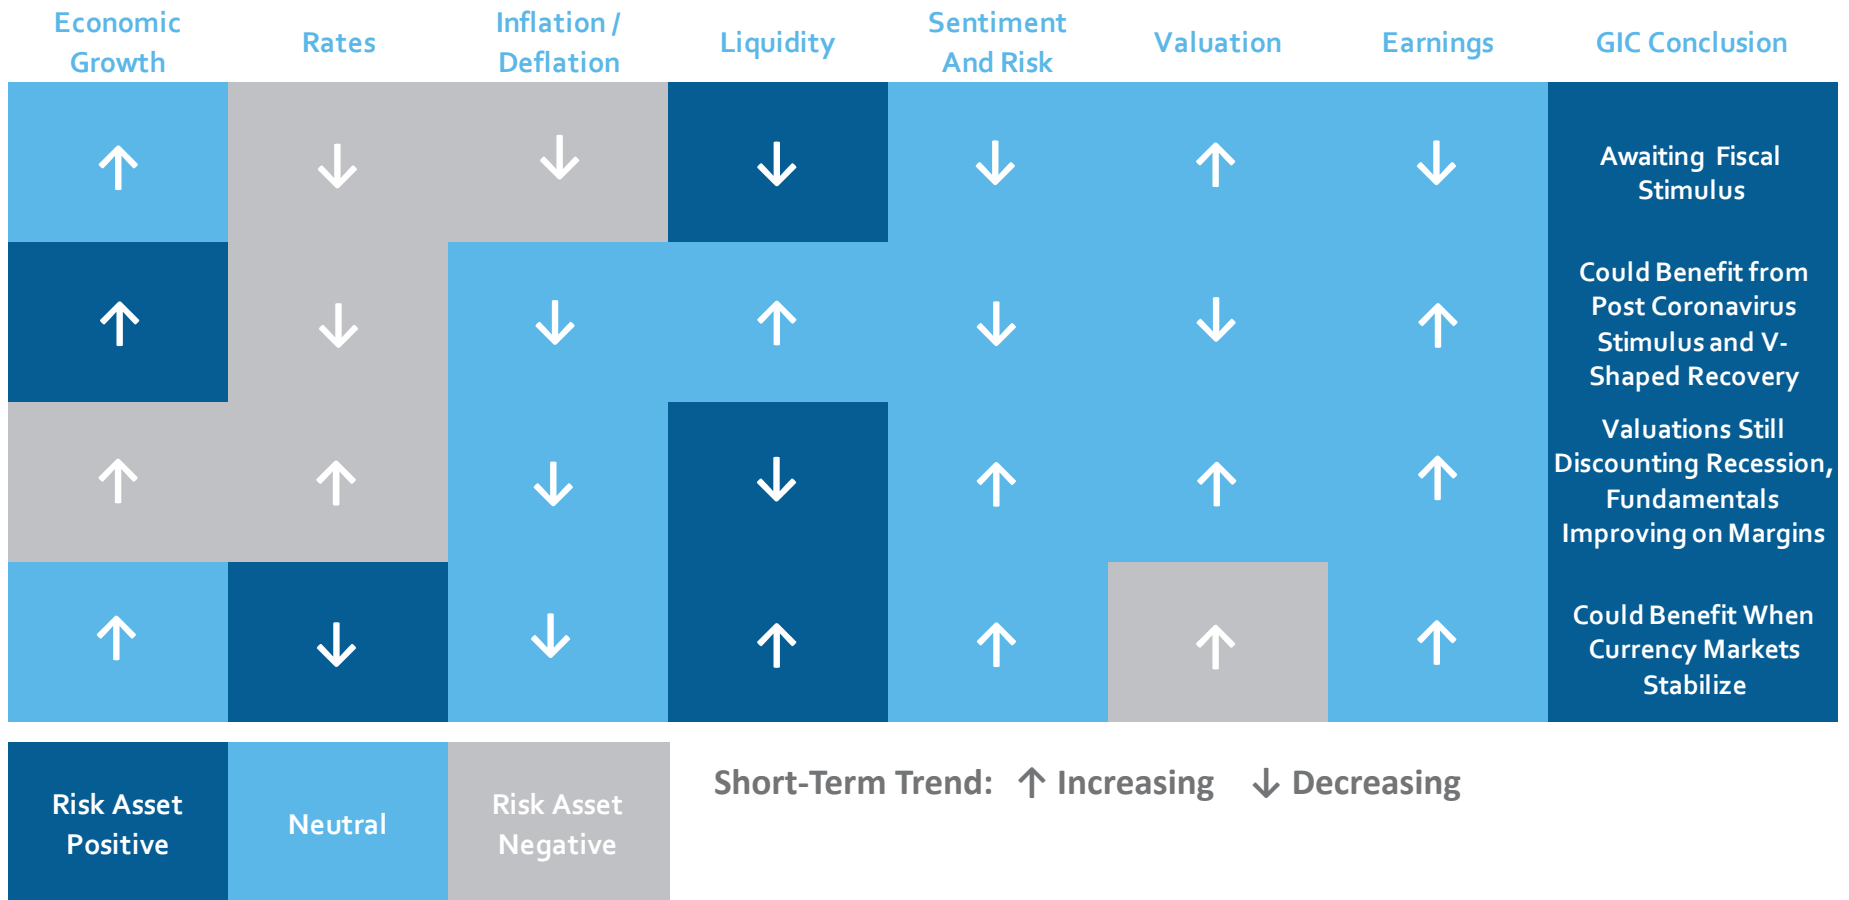 Economic
Growth
Rates
Inflation /
Deflation
Liquidity
Sentiment
And Risk
Valuation
Earnings
GIC Conclusion
↑ ↓ ↓ ↓ ↓ ↑ ↓
Awaiting Fiscal
Stimulus
↑ ↓ ↓ ↑ ↓ ↓ ↑
Could Benefit from
Post Coronavirus
Stimulus and V-
Shaped Recovery
↑ ↑ ↓ ↓ ↑ ↑ ↑
Valuations Still
Discounting Recession,
Fundamentals
Improving on Margins
↑ ↓ ↓ ↑ ↑ ↑ ↑
Could Benefit When
Currency Markets
Stabilize
Risk Asset
Positive
Neutral
Risk Asset
Negative
Short-Term Trend: ↑ Increasing ↓ Decreasing